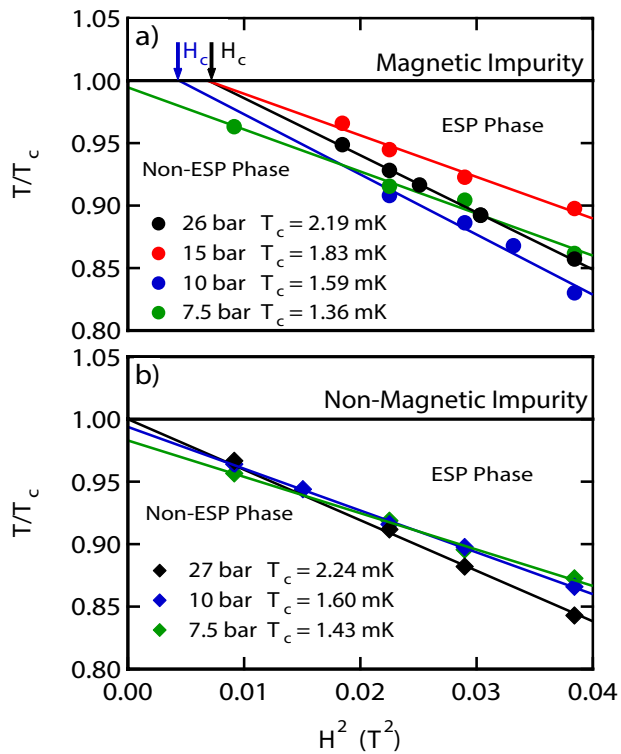 a)
H_c H_c
Magnetic Impurity
ESP Phase
Non-ESP Phase
26 bar T_c = 2.19 mK
15 bar T_c = 1.83 mK
10 bar T_c = 1.59 mK
7.5 bar T_c = 1.36 mK
1.05
1.00
0.95
0.90
0.85
0.80
T/T_c
b)
Non-Magnetic Impurity
ESP Phase
Non-ESP Phase
27 bar T_c = 2.24 mK
10 bar T_c = 1.60 mK
7.5 bar T_c = 1.43 mK
1.05
1.00
0.95
0.90
0.85
0.80
T/T_c
0.00 0.01 0.02 0.03 0.04
H^2 (T^2)